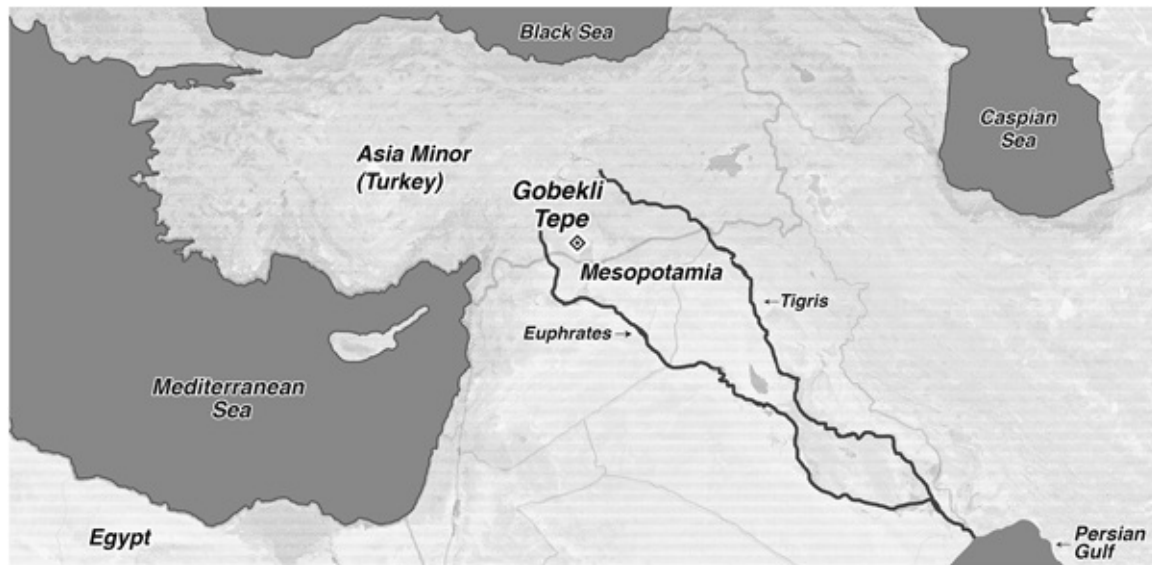 Black Sea
Caspian
Sea
Asia Minor
(Turkey)
Gobekli
Tepe
Mesopotamia
←Tigris
Euphrates→
Mediterranean
Sea
Egypt
←Persian
Gulf